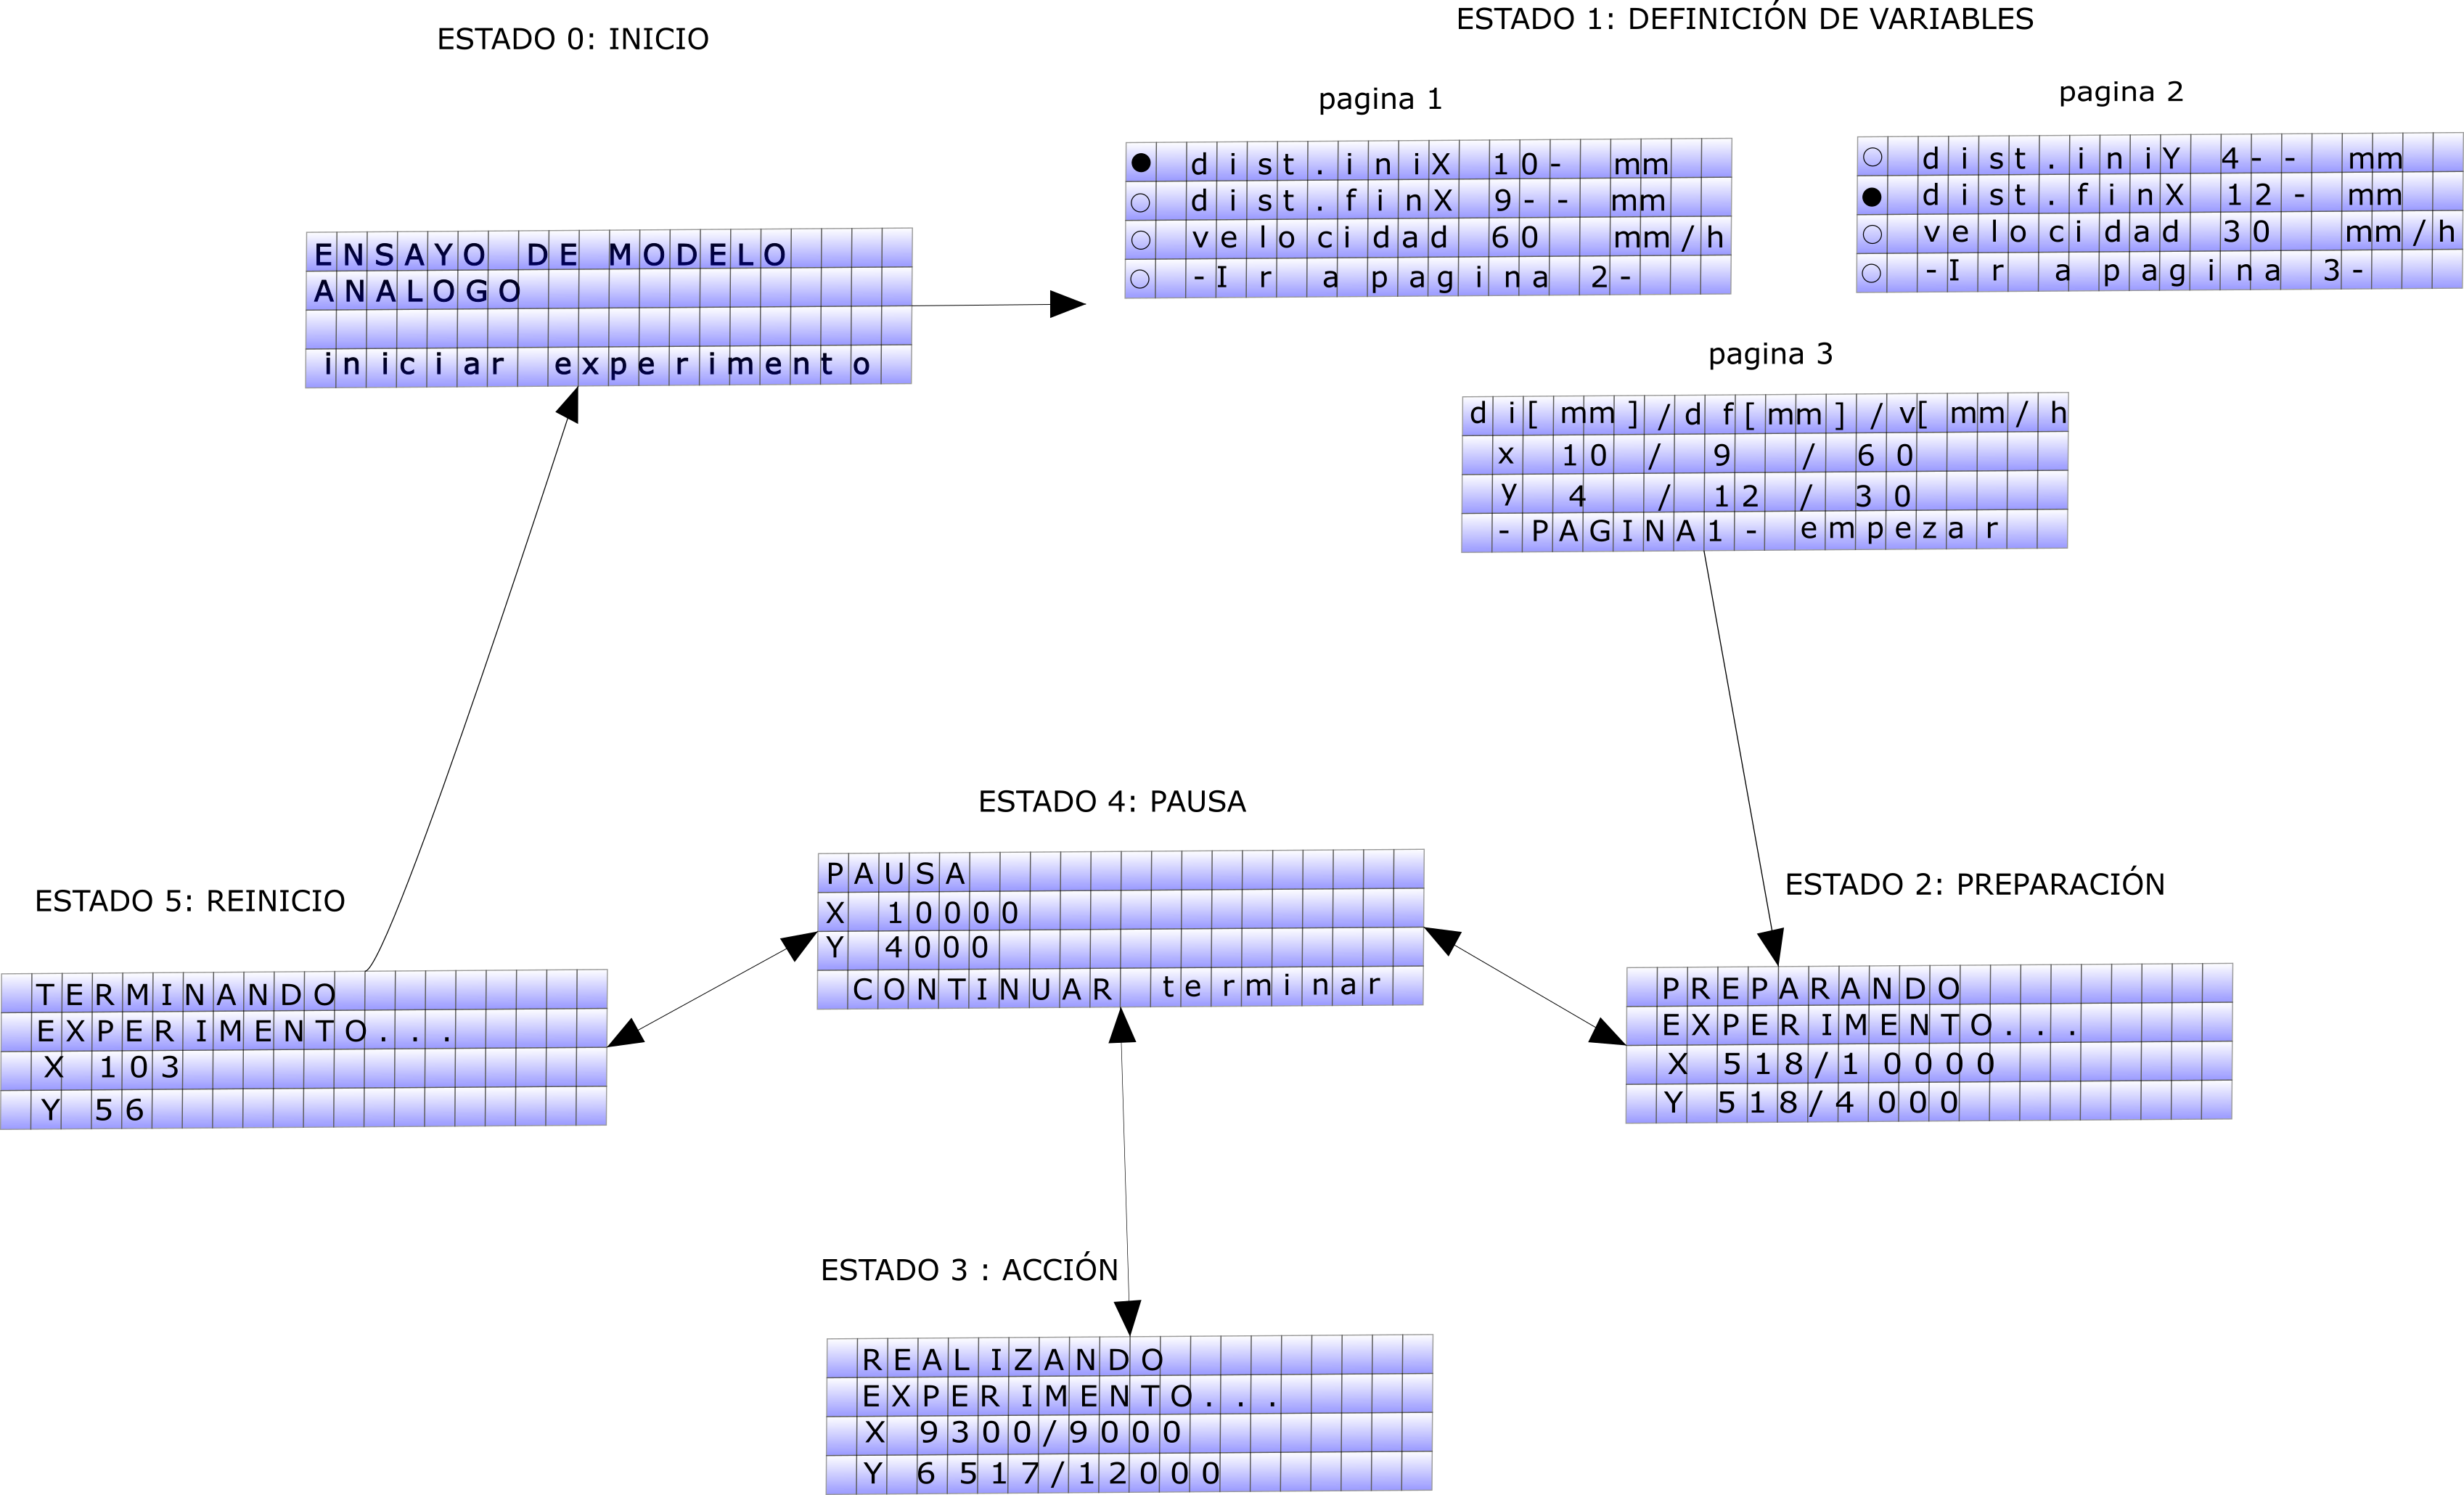 ESTADO 0: INICIO
ENSAYO DE MODELO
ANALOGO
iniciar experimento
ESTADO 1: DEFINICIÓN DE VARIABLES
pagina 1
dist.iniX 10- mm
dist.finX 9-- mm
velocidad 60 mm/h
-Ir a pagina 2-
pagina 2
dist.iniY 4-- mm
dist.finX 12- mm
velocidad 30 mm/h
-Ir a pagina 3-
pagina 3
di[mm]/df[mm]/v[mm/h
x 10 / 9 / 60
y 4 / 12 / 30
-PAGINA1- empezar
ESTADO 4: PAUSA
PAUSA
X 10000
Y 4000
CONTINUAR terminar
ESTADO 2: PREPARACIÓN
PREPARANDO
EXPERIMENTO...
X 518/10000
Y 518/4000
ESTADO 5: REINICIO
TERMINANDO
EXPERIMENTO...
X 103
Y 56
ESTADO 3 : ACCIÓN
REALIZANDO
EXPERIMENTO...
X 9300/9000
Y 6517/12000